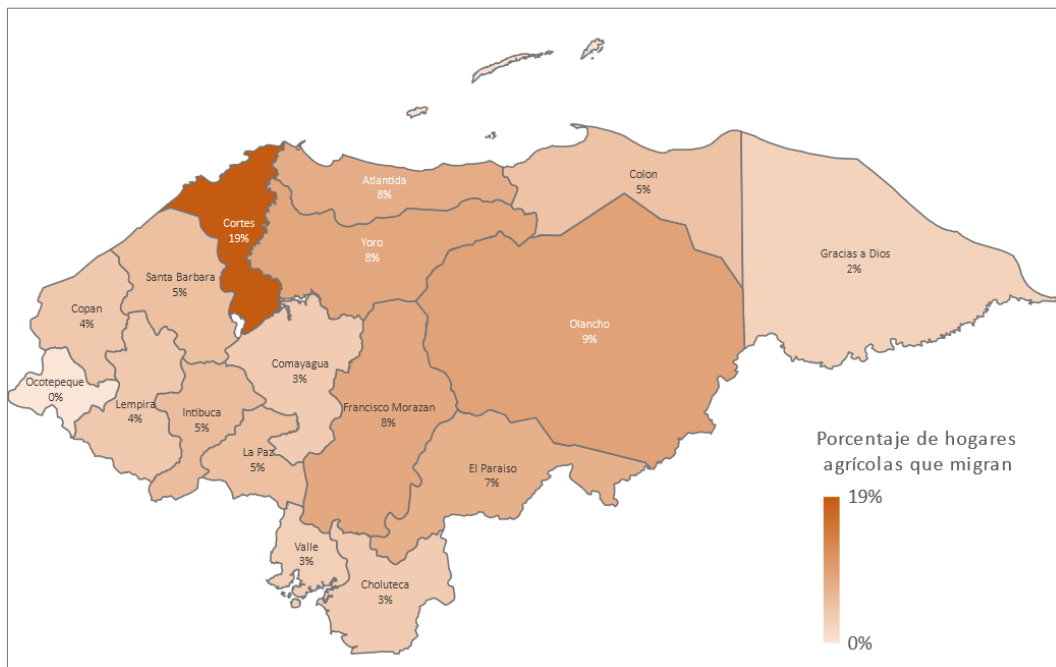 Atlantida
8%
Colon
5%
Cortes
19%
Yoro
8%
Gracias a Dios
2%
Santa Barbara
5%
Copan
4%
Olancho
9%
Comayagua
3%
Ocotepeque
0%
Lempira
4%
Intibuca
5%
Francisco Morazan
8%
La Paz
5%
El Paraiso
7%
Valle
3%
Choluteca
3%
Porcentaje de hogares
agrícolas que migran
19%
0%